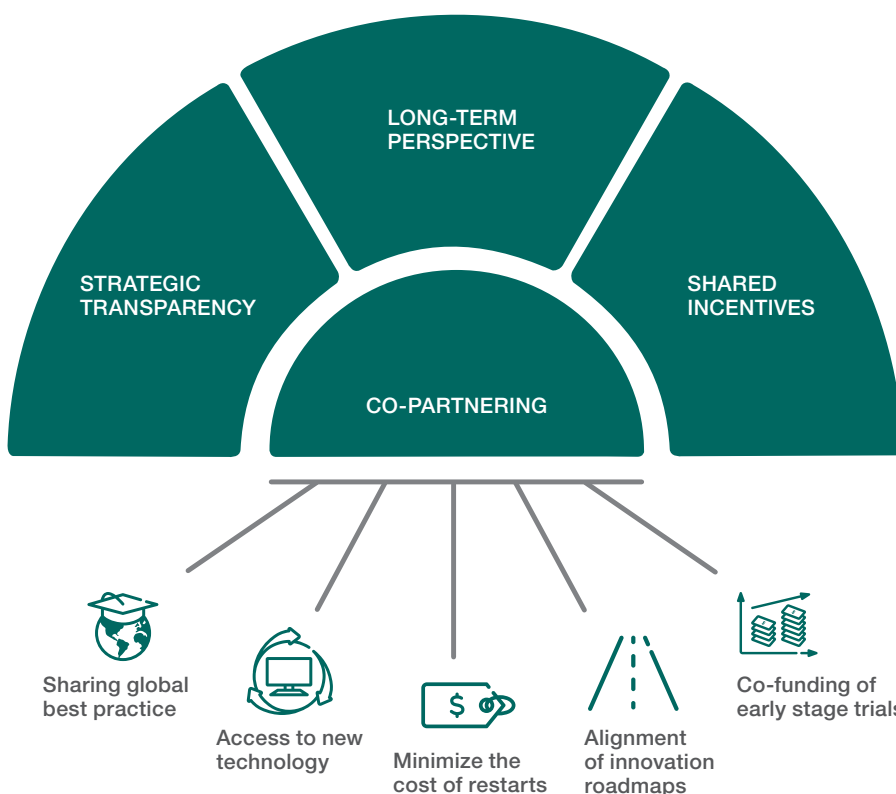 LONG-TERM
PERSPECTIVE
STRATEGIC
TRANSPARENCY
SHARED
INCENTIVES
CO-PARTNERING
Sharing global
best practice
Access to new
technology
$
Minimize the
cost of restarts
Alignment
of innovation
roadmaps
Co-funding of
early stage trials